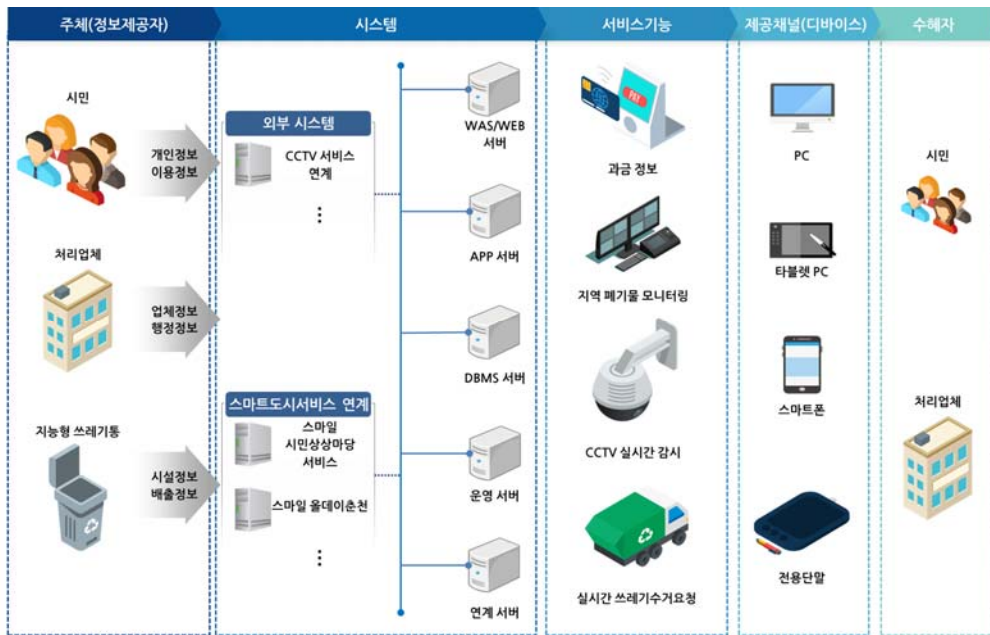 주체(정보제공자)
시스템
서비스기능
제공채널(디바이스)
수혜자
시민
개인정보
이용정보
처리업체
업체정보
행정정보
지능형 쓰레기통
시설정보
배출정보
외부 시스템
CCTV 서비스
연계
⋮
스마트도시서비스 연계
스마일
시민상상마당
서비스
스마일 올데이춘천
⋮
WAS/WEB
서버
APP 서버
DBMS 서버
운영 서버
연계 서버
PAY
과금 정보
지역 폐기물 모니터링
CCTV 실시간 감시
실시간 쓰레기수거요청
PC
타블렛 PC
스마트폰
전용단말
시민
처리업체